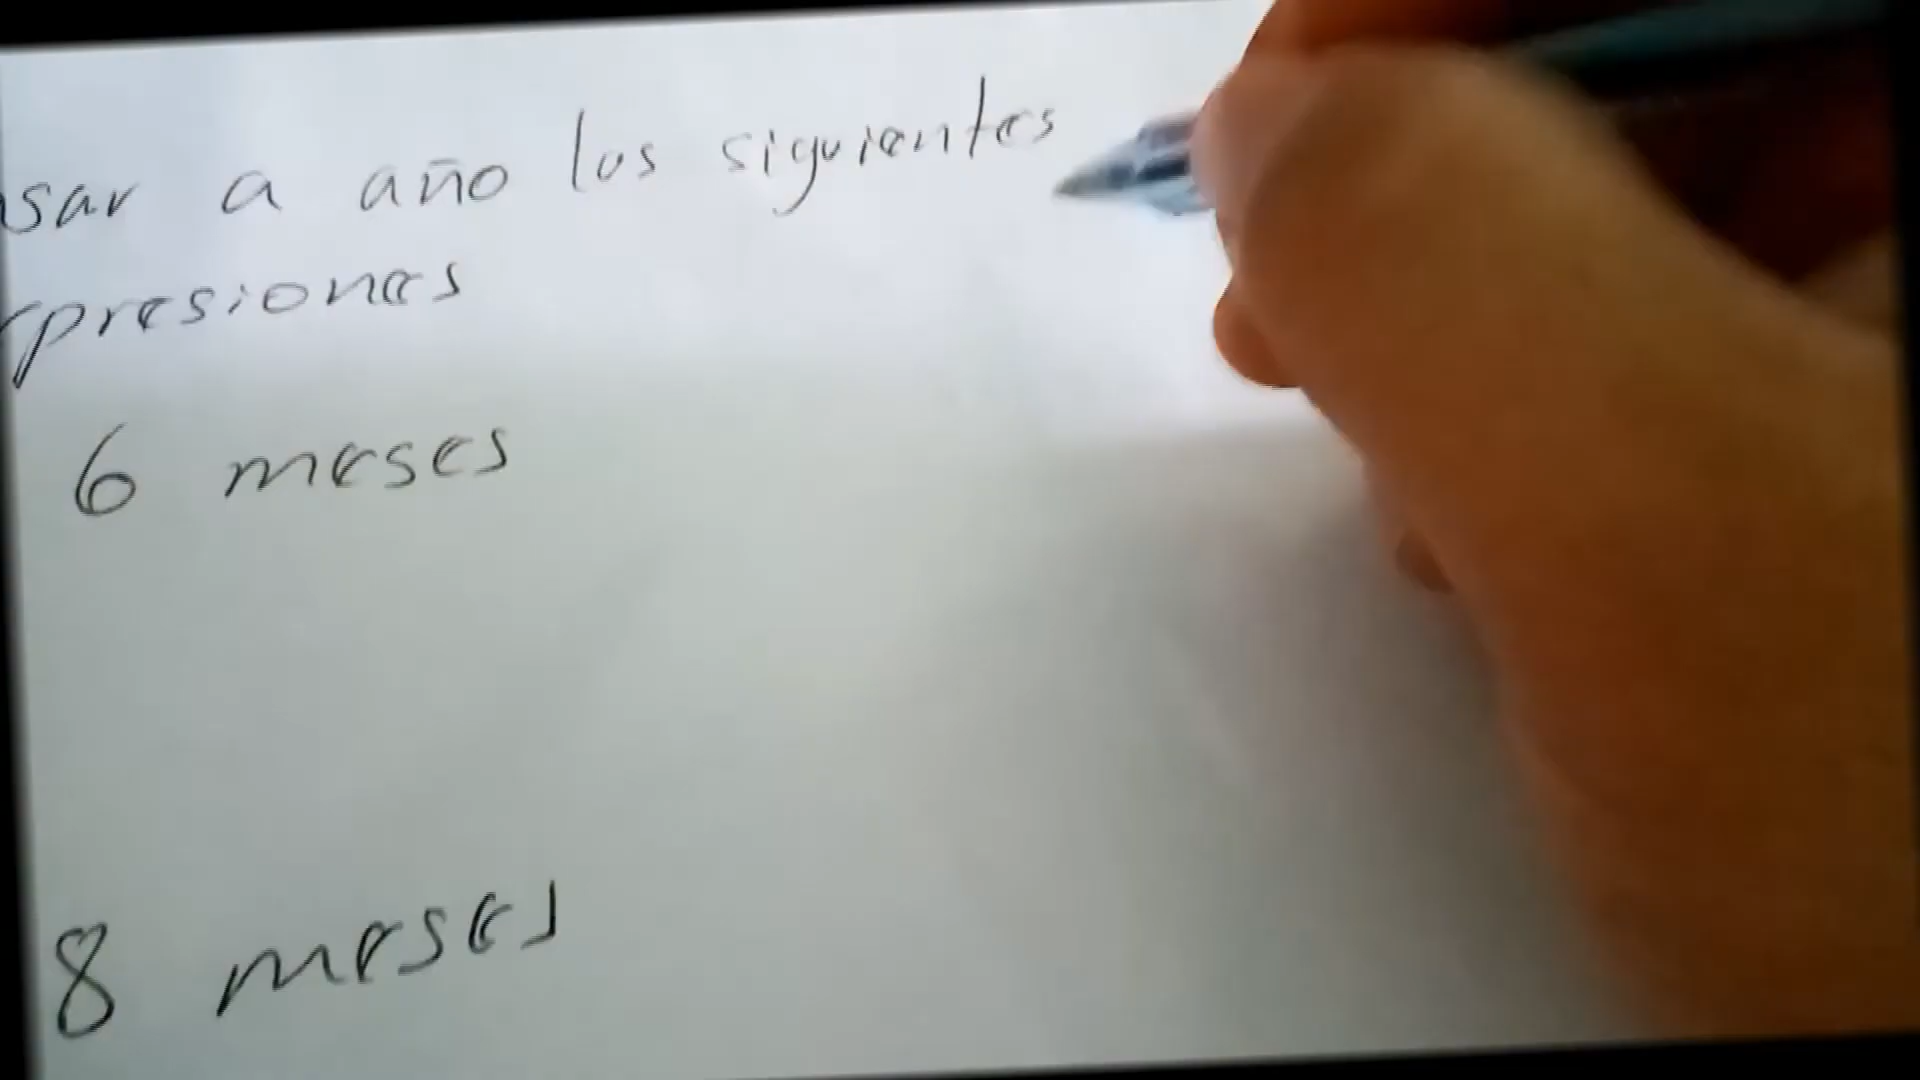 sar a año los siguientes
presiones
6 meses
8 meses